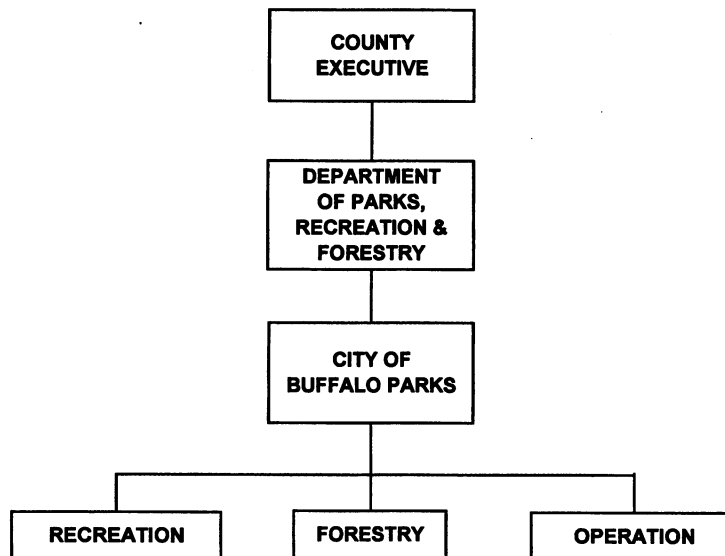 COUNTY
EXECUTIVE
DEPARTMENT
OF PARKS,
RECREATION &
FORESTRY
CITY OF
BUFFALO PARKS
RECREATION
FORESTRY
OPERATION